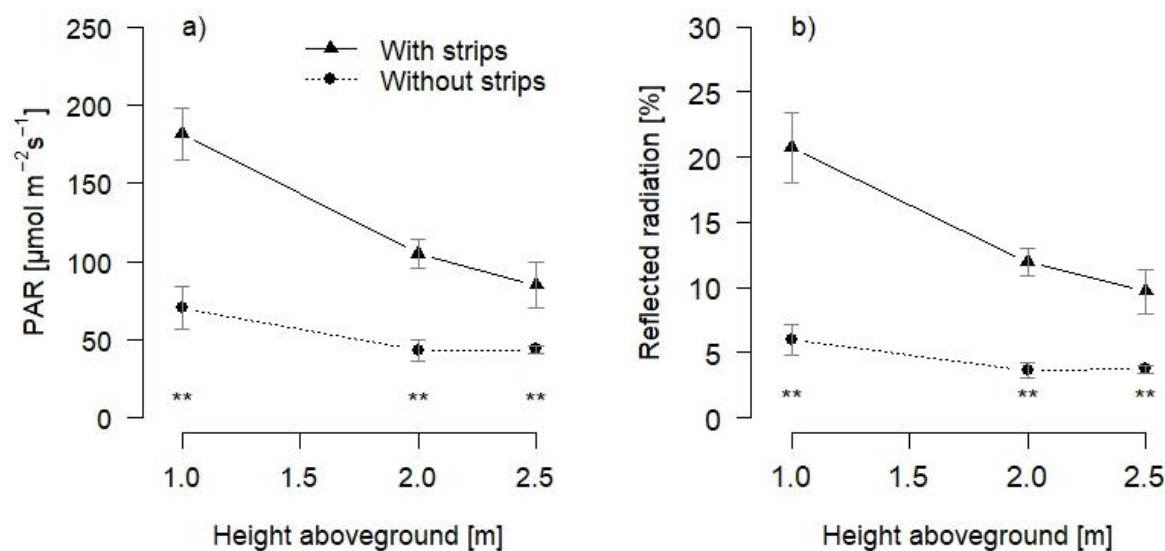 a)
With strips
Without strips
PAR [µmol m⁻²s⁻¹]
250
200
150
100
50
0
** ** **
1.0 1.5 2.0 2.5
Height aboveground [m]
b)
Reflected radiation [%]
30
25
20
15
10
5
0
** ** **
1.0 1.5 2.0 2.5
Height aboveground [m]